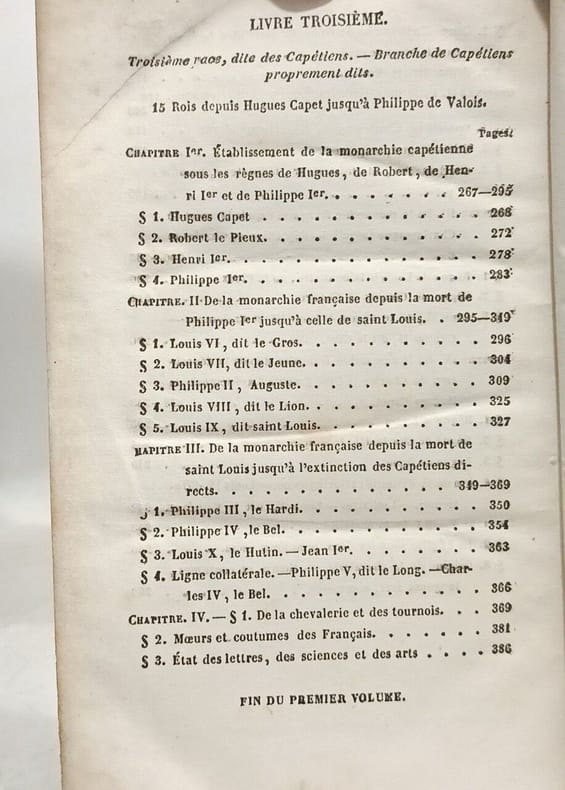 LIVRE TROISIÈME.
Troisième race, dite des Capétiens. — Branche de Capétiens
proprement dits.
15 Rois depuis Hugues Capet jusqu'à Philippe de Valois.
Pages.
CHAPITRE Ier. Établissement de la monarchie capétienne
sous les règnes de Hugues, de Robert, de Hen-
ri Ier et de Philippe Ier. . . . . . . . 267—295
§ 1. Hugues Capet . . . . . . . . . . . . 268
§ 2. Robert le Pieux. . . . . . . . . . . . 272
§ 3. Henri Ier. . . . . . . . . . . . . . 278
§ 4. Philippe Ier. . . . . . . . . . . . . 283
CHAPITRE. II De la monarchie française depuis la mort de
Philippe Ier jusqu'à celle de saint Louis. . 295—349
§ 1. Louis VI, dit le Gros. . . . . . . . . . 296
§ 2. Louis VII, dit le Jeune. . . . . . . . . . 304
§ 3. Philippe II, Auguste. . . . . . . . . . 309
§ 4. Louis VIII, dit le Lion. . . . . . . . . . 325
§ 5. Louis IX, dit saint Louis. . . . . . . . . 327
HAPITRE III. De la monarchie française depuis la mort de
saint Louis jusqu'à l'extinction des Capétiens di-
rects. . . . . . . . . . . . . 349—369
§ 1. Philippe III, le Hardi. . . . . . . . . . 350
§ 2. Philippe IV, le Bel. . . . . . . . . . . 354
§ 3. Louis X, le Hutin. — Jean Ier. . . . . . . 363
§ 4. Ligne collatérale. — Philippe V, dit le Long. — Char-
les IV, le Bel. . . . . . . . . . . . 366
CHAPITRE. IV. — § 1. De la chevalerie et des tournois. . . 369
§ 2. Mœurs et coutumes des Français. . . . . . 381
§ 3. État des lettres, des sciences et des arts . . . . 386
FIN DU PREMIER VOLUME.